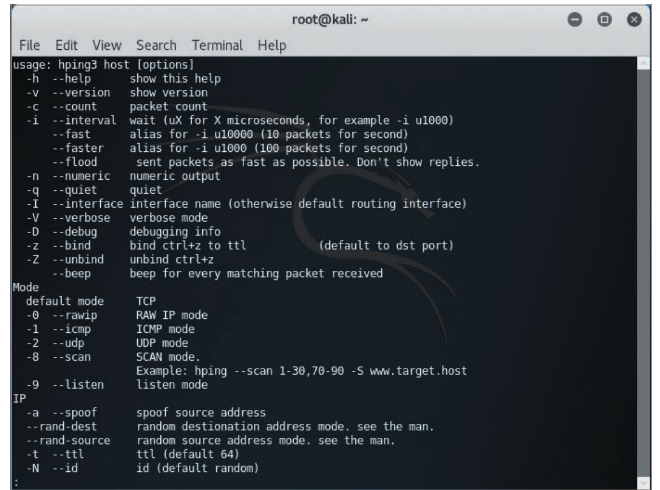 root@kali: ~
File Edit View Search Terminal Help
usage: hping3 host [options]
  -h  --help      show this help
  -v  --version   show version
  -c  --count     packet count
  -i  --interval  wait (uX for X microseconds, for example -i u1000)
      --fast      alias for -i u10000 (10 packets for second)
      --faster    alias for -i u1000 (100 packets for second)
      --flood      sent packets as fast as possible. Don't show replies.
  -n  --numeric   numeric output
  -q  --quiet     quiet
  -I  --interface interface name (otherwise default routing interface)
  -V  --verbose   verbose mode
  -D  --debug     debugging info
  -z  --bind      bind ctrl+z to ttl           (default to dst port)
  -Z  --unbind    unbind ctrl+z
      --beep      beep for every matching packet received
Mode
  default mode     TCP
  -0  --rawip      RAW IP mode
  -1  --icmp       ICMP mode
  -2  --udp        UDP mode
  -8  --scan       SCAN mode.
                   Example: hping --scan 1-30,70-90 -S www.target.host
  -9  --listen     listen mode
IP
  -a  --spoof      spoof source address
  --rand-dest      random destionation address mode. see the man.
  --rand-source    random source address mode. see the man.
  -t  --ttl        ttl (default 64)
  -N  --id         id (default random)
: